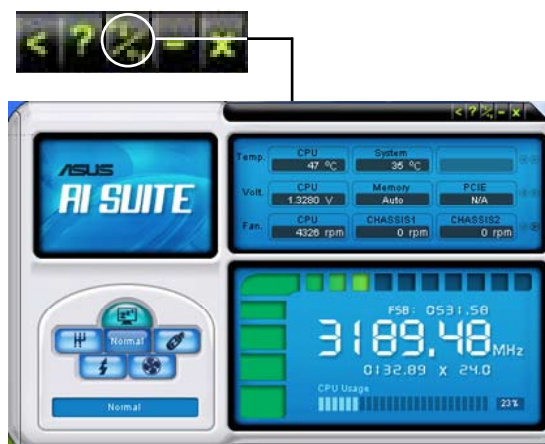 < ? °C/°F - x
< ? °C/°F - x
ASUS
AI SUITE
Temp. CPU 47 °C System 35 °C
Volt. CPU 1.3280 V Memory Auto PCIE N/A
Fan. CPU 4326 rpm CHASSIS1 0 rpm CHASSIS2 0 rpm
FSB: 0531.58
3189.48 MHz
0132.89 X 24.0
CPU Usage
23%
Normal
Normal